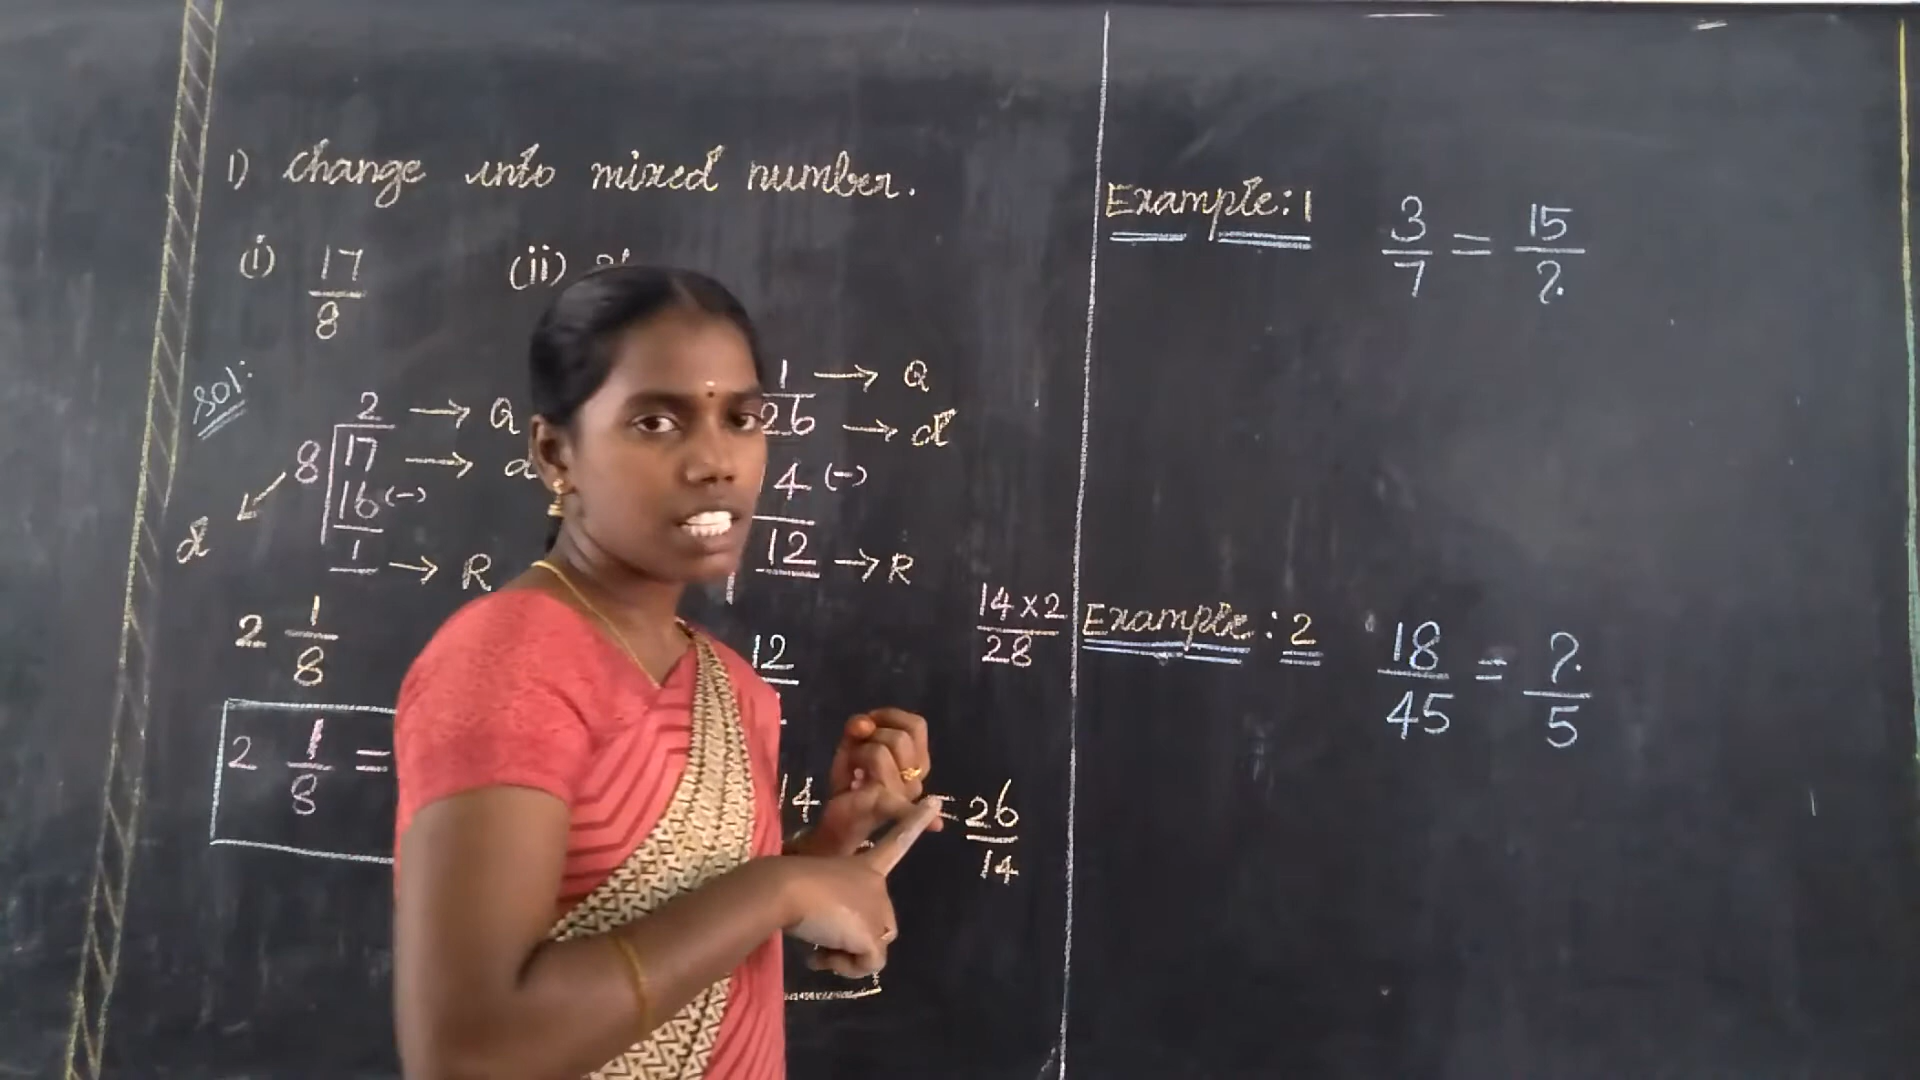 1) change into mixed number.
(i) 17/8
(ii)
Sol:
2 → Q
8 17 →
16 (-)
1 → R
d
2 1/8
2 1/8 =
1 → Q
26 → d
14 (-)
12 → R
12
14 × 2
28
14
= 26/14
Example: 1 3/7 = 15/?
Example: 2 18/45 = ?/5